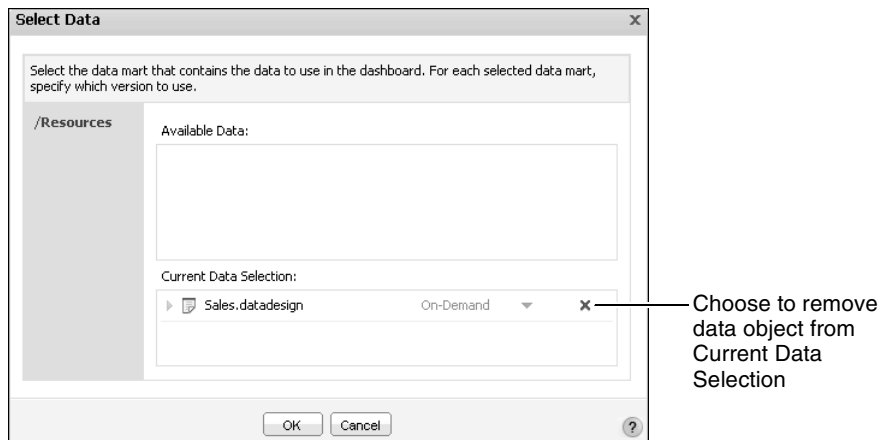 Select Data
x
Select the data mart that contains the data to use in the dashboard. For each selected data mart,
specify which version to use.
/Resources
Available Data:
Current Data Selection:
Sales.datadesign On-Demand
Choose to remove
data object from
Current Data
Selection
OK Cancel
?